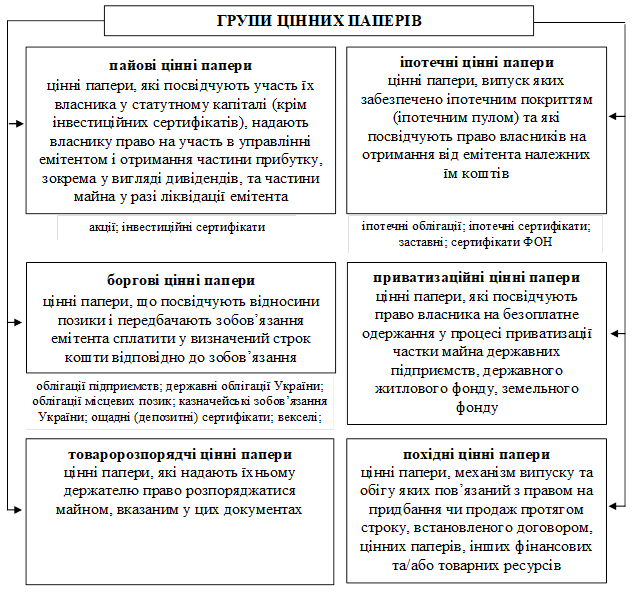 ГРУПИ ЦІННИХ ПАПЕРІВ
пайові цінні папери
цінні папери, які посвідчують участь їх
власника у статутному капіталі (крім
інвестиційних сертифікатів), надають
власнику право на участь в управлінні
емітентом і отримання частини прибутку,
зокрема у вигляді дивідендів, та частини
майна у разі ліквідації емітента
акції; інвестиційні сертифікати
іпотечні цінні папери
цінні папери, випуск яких
забезпечено іпотечним покриттям
(іпотечним пулом) та які
посвідчують право власників на
отримання від емітента належних
їм коштів
іпотечні облігації; іпотечні сертифікати;
заставні; сертифікати ФОН
боргові цінні папери
цінні папери, що посвідчують відносини
позики і передбачають зобов’язання
емітента сплатити у визначений строк
кошти відповідно до зобов’язання
облігації підприємств; державні облігації України;
облігації місцевих позик; казначейські зобов’язання
України; ощадні (депозитні) сертифікати; векселі;
приватизаційні цінні папери
цінні папери, які посвідчують
право власника на безоплатне
одержання у процесі приватизації
частки майна державних
підприємств, державного
житлового фонду, земельного
фонду
товаророзпорядчі цінні папери
цінні папери, які надають їхньому
держателю право розпоряджатися
майном, вказаним у цих документах
похідні цінні папери
цінні папери, механізм випуску та
обігу яких пов’язаний з правом на
придбання чи продаж протягом
строку, встановленого договором,
цінних паперів, інших фінансових
та/або товарних ресурсів